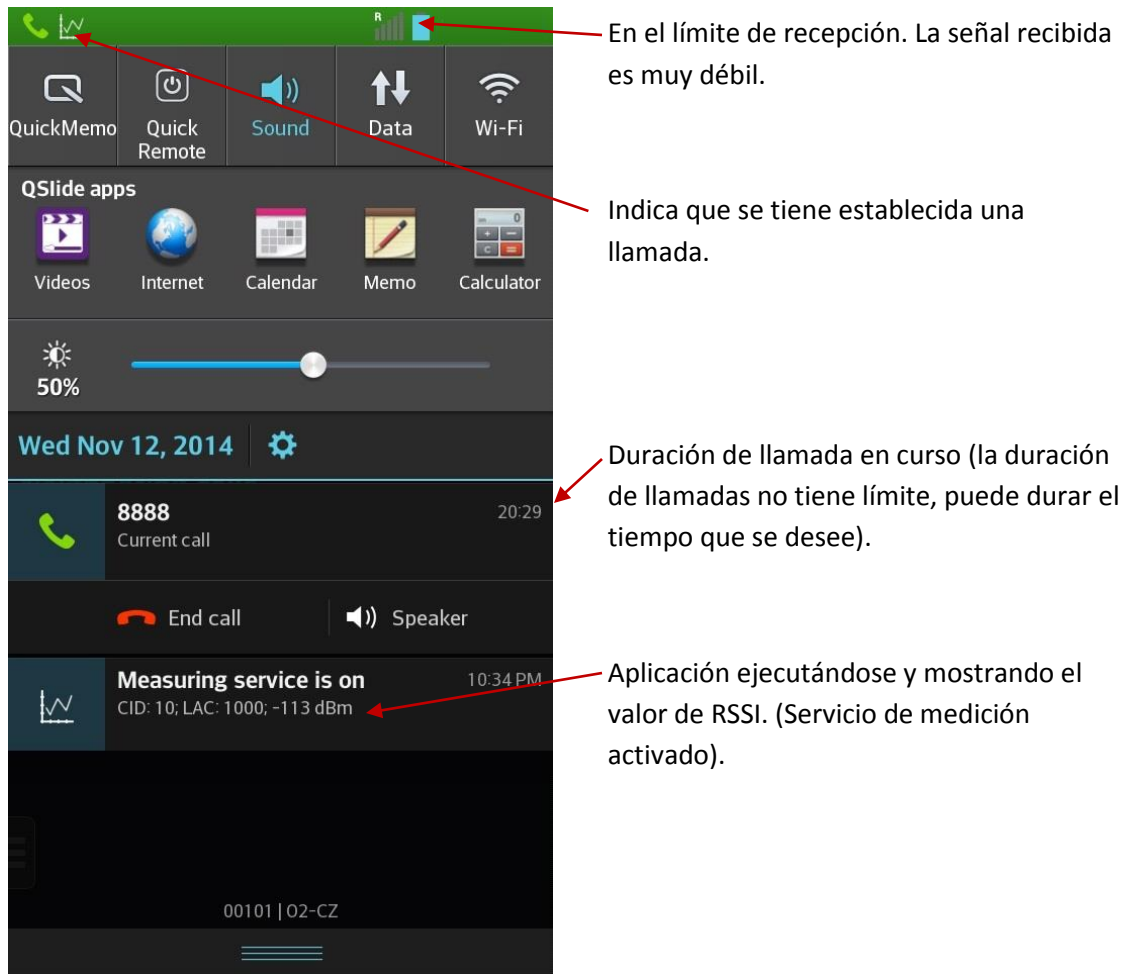 R
En el límite de recepción. La señal recibida
es muy débil.
QuickMemo
Quick
Remote
Sound
Data
Wi-Fi
QSlide apps
Videos
Internet
Calendar
Memo
Calculator
Indica que se tiene establecida una
llamada.
50%
Wed Nov 12, 2014
8888 20:29
Current call
Duración de llamada en curso (la duración
de llamadas no tiene límite, puede durar el
tiempo que se desee).
End call
Speaker
Measuring service is on 10:34 PM
CID: 10; LAC: 1000; -113 dBm
Aplicación ejecutándose y mostrando el
valor de RSSI. (Servicio de medición
activado).
00101 | O2-CZ